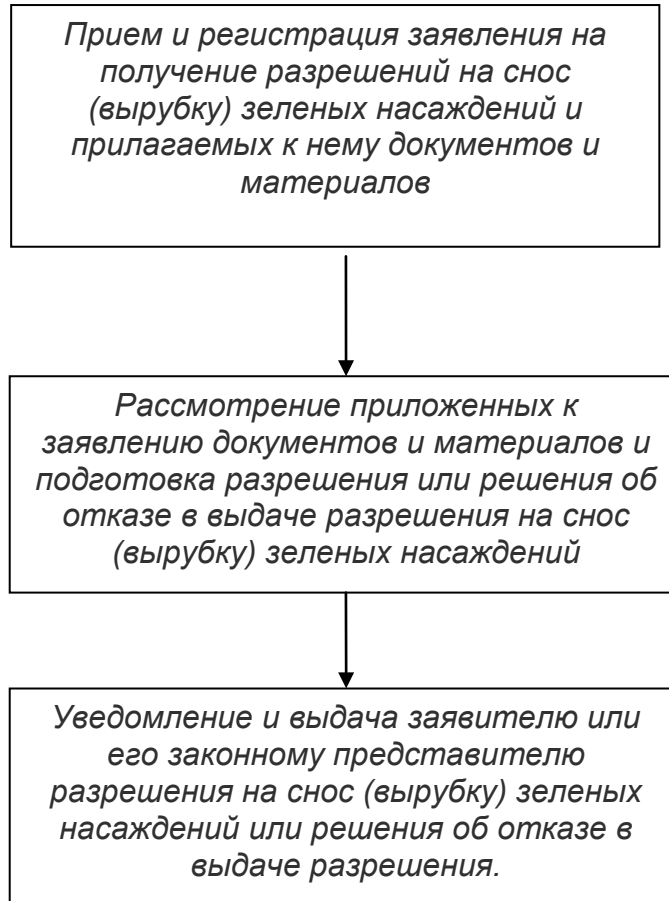 Прием и регистрация заявления на
получение разрешений на снос
(вырубку) зеленых насаждений и
прилагаемых к нему документов и
материалов
Рассмотрение приложенных к
заявлению документов и материалов и
подготовка разрешения или решения об
отказе в выдаче разрешения на снос
(вырубку) зеленых насаждений
Уведомление и выдача заявителю или
его законному представителю
разрешения на снос (вырубку) зеленых
насаждений или решения об отказе в
выдаче разрешения.